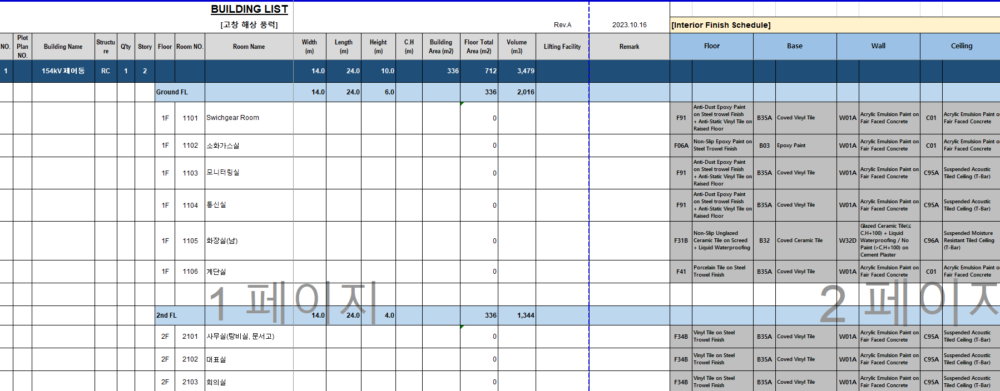 BUILDING LIST
[고창 해상 풍력]
Rev.A 2023.10.16 [Interior Finish Schedule]
NO. Plot Plan NO. Building Name Structure Q'ty Story Floor Room NO. Room Name Width (m) Length (m) Height (m) C.H (m) Building Area (m2) Floor Total Area (m2) Volume (m3) Lifting Facility Remark Floor Base Wall Ceiling
1 154kV 제어동 RC 1 2 14.0 24.0 10.0 336 712 3,479
Ground FL 14.0 24.0 6.0 336 2,016
1F 1101 Swichgear Room 0 F91 Anti-Dust Epoxy Paint on Steel trowel Finish + Anti-Static Vinyl Tile on Raised Floor B35A Coved Vinyl Tile W01A Acrylic Emulsion Paint on Fair Faced Concrete C01 Acrylic Emulsion Paint o Fair Faced Concrete
1F 1102 소화가스실 0 F06A Non-Slip Epoxy Paint on Steel Trowel Finish B03 Epoxy Paint W01A Acrylic Emulsion Paint on Fair Faced Concrete C01 Acrylic Emulsion Paint o Fair Faced Concrete
1F 1103 모니터링실 0 F91 Anti-Dust Epoxy Paint on Steel trowel Finish + Anti-Static Vinyl Tile on Raised Floor B35A Coved Vinyl Tile W01A Acrylic Emulsion Paint on Fair Faced Concrete C95A Suspended Acoustic Tiled Ceiling (T-Bar)
1F 1104 통신실 0 F91 Anti-Dust Epoxy Paint on Steel trowel Finish + Anti-Static Vinyl Tile on Raised Floor B35A Coved Vinyl Tile W01A Acrylic Emulsion Paint on Fair Faced Concrete C95A Suspended Acoustic Tiled Ceiling (T-Bar)
1F 1105 화장실(남) 0 F31B Non-Slip Unglazed Ceramic Tile on Screed + Liquid Waterproofing B32 Coved Ceramic Tile W32D Glazed Ceramic Tile(≤ C.H+100) + Liquid Waterproofing / No Paint (>C.H+100) on Cement Plaster C96A Suspended Moisture Resistant Tiled Ceiling (T-Bar)
1F 1106 계단실 0 F41 Porcelain Tile on Steel Trowel Finish B35A Coved Vinyl Tile W01A Acrylic Emulsion Paint on Fair Faced Concrete C01 Acrylic Emulsion Paint o Fair Faced Concrete
1 페이지 2 페이지
2nd FL 14.0 24.0 4.0 336 1,344
2F 2101 사무실(탕비실, 문서고) 0 F34B Vinyl Tile on Steel Trowel Finish B35A Coved Vinyl Tile W01A Acrylic Emulsion Paint on Fair Faced Concrete C95A Suspended Acoustic Tiled Ceiling (T-Bar)
2F 2102 대표실 0 F34B Vinyl Tile on Steel Trowel Finish B35A Coved Vinyl Tile W01A Acrylic Emulsion Paint on Fair Faced Concrete C95A Suspended Acoustic Tiled Ceiling (T-Bar)
2F 2103 회의실 0 F34B Vinyl Tile on Steel Trowel Finish B35A Coved Vinyl Tile W01A Acrylic Emulsion Paint on Fair Faced Concrete C95A Suspended Acoustic Tiled Ceiling (T-Bar)